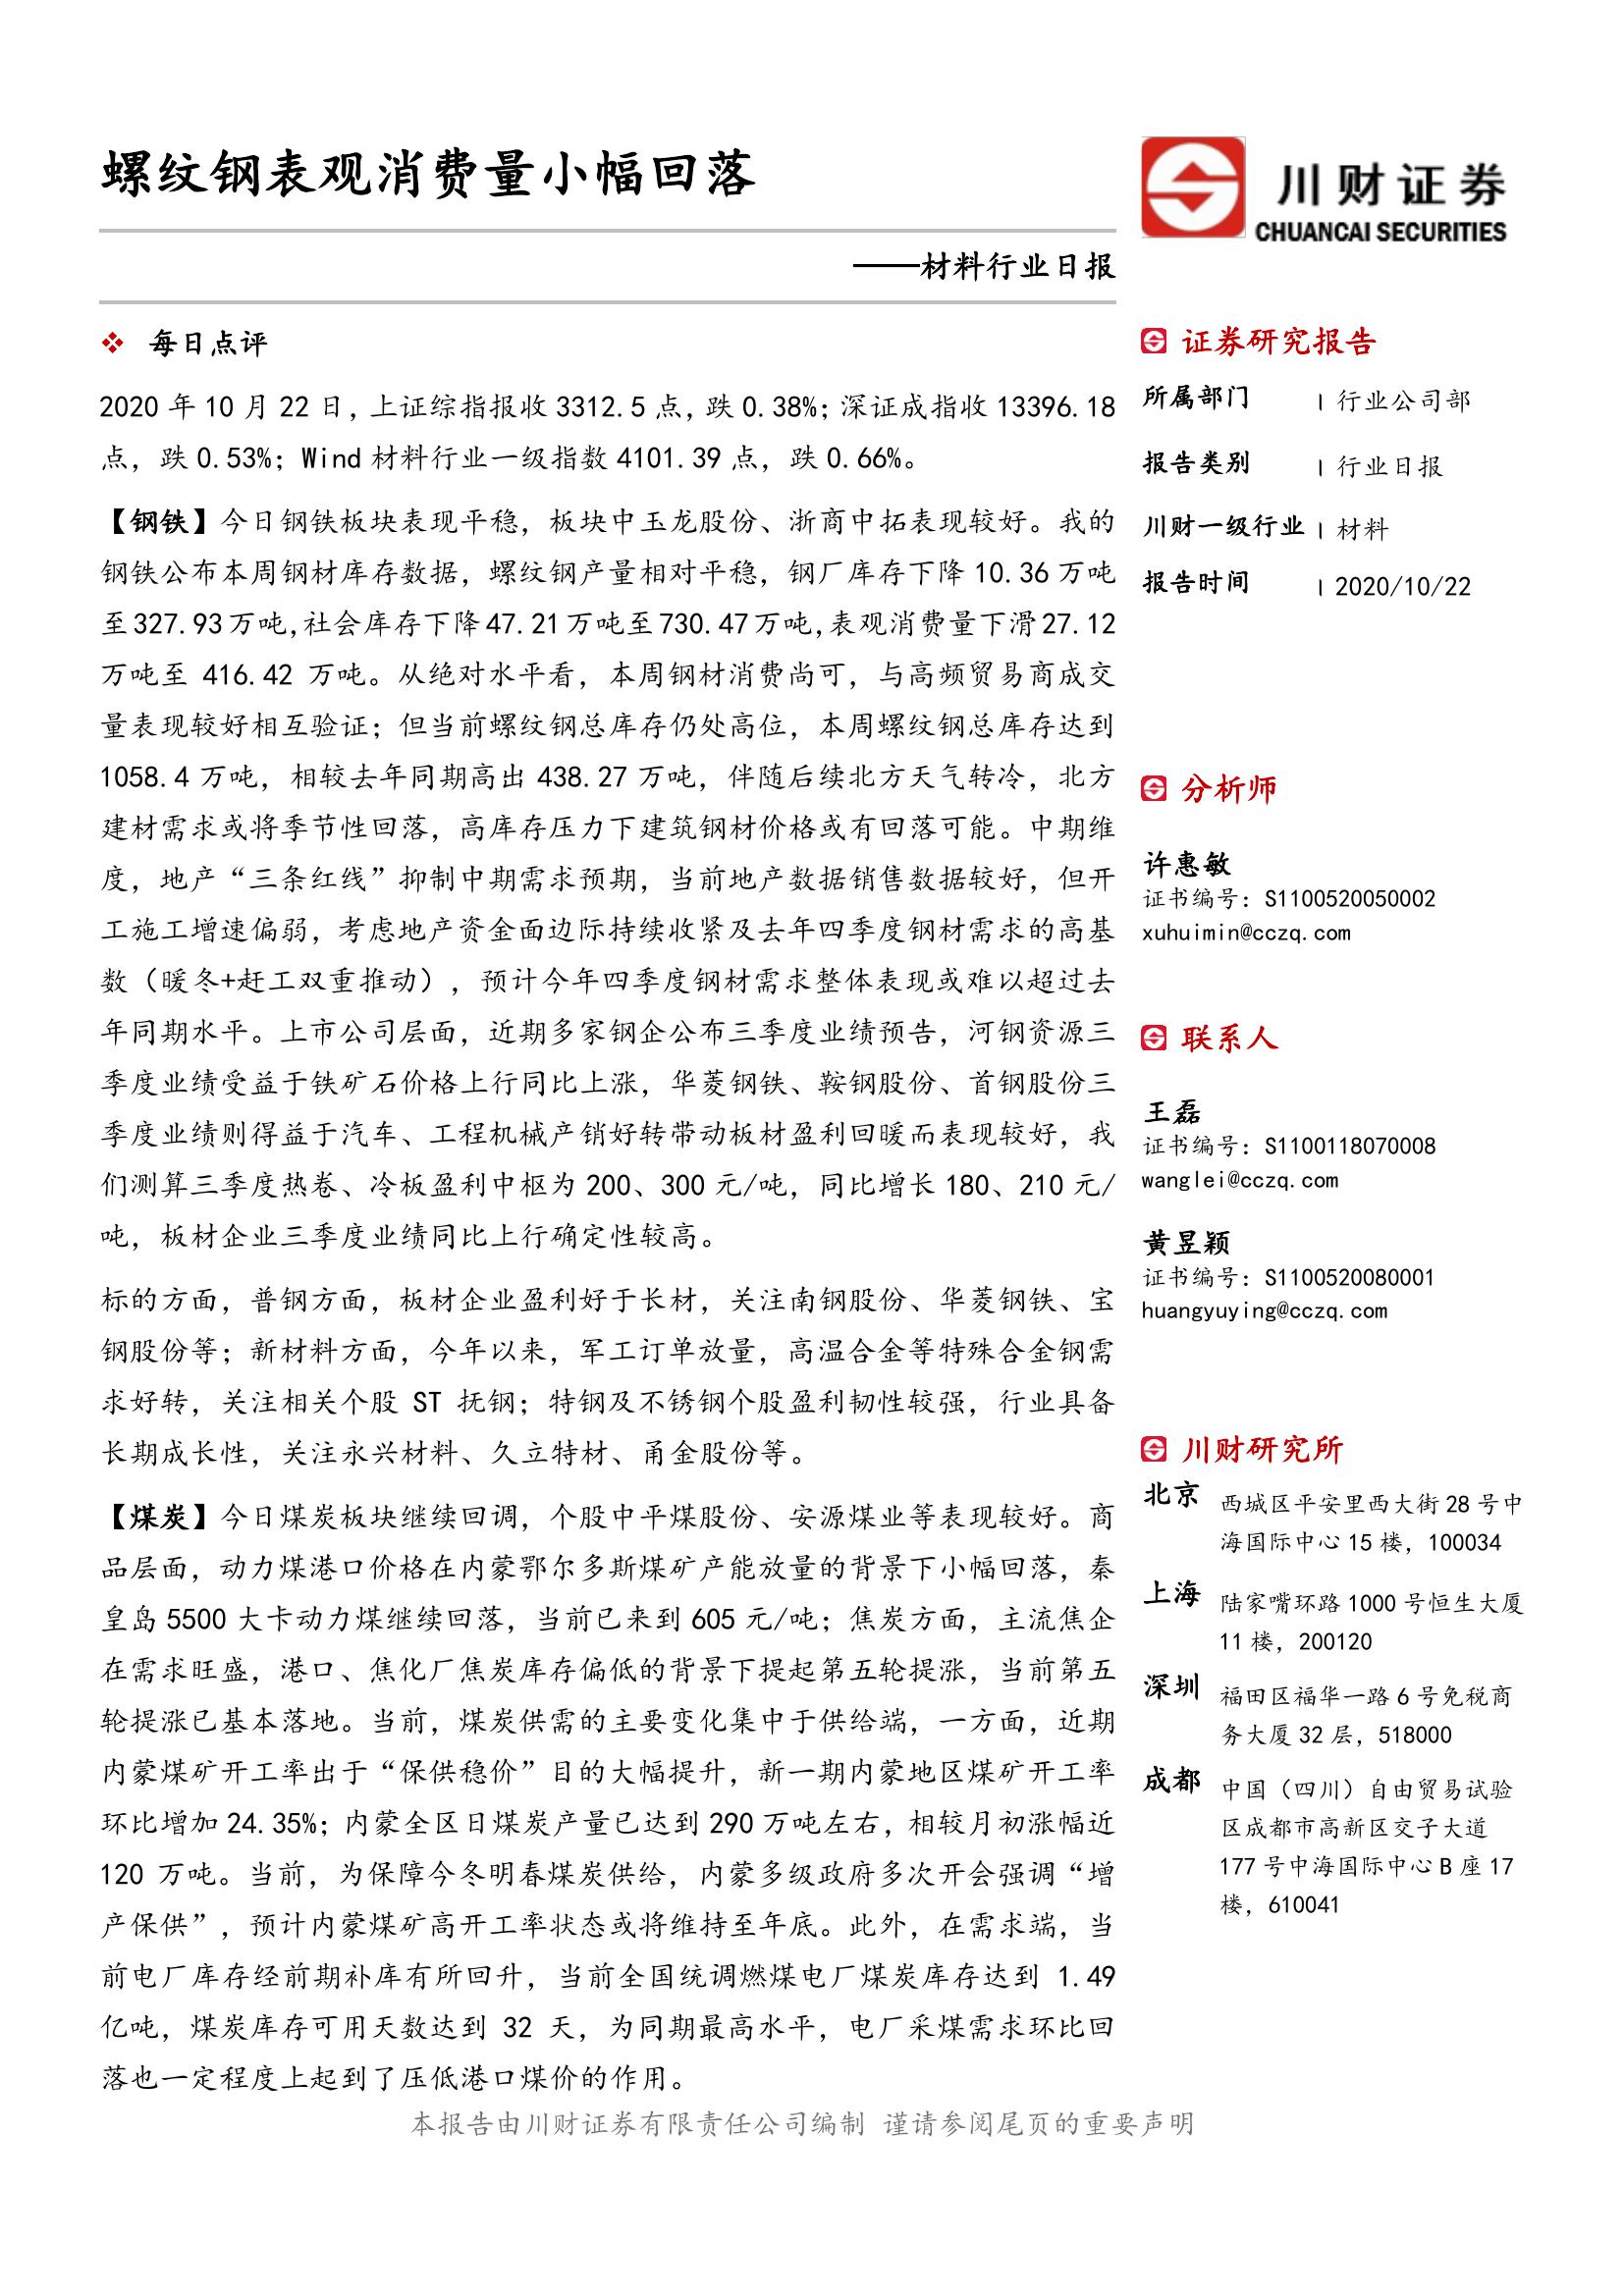 螺纹钢表观消费量小幅回落
——材料行业日报
❖ 每日点评
2020 年 10 月 22 日，上证综指报收 3312.5 点，跌 0.38%；深证成指收 13396.18
点，跌 0.53%；Wind 材料行业一级指数 4101.39 点，跌 0.66%。
【钢铁】今日钢铁板块表现平稳，板块中玉龙股份、浙商中拓表现较好。我的
钢铁公布本周钢材库存数据，螺纹钢产量相对平稳，钢厂库存下降 10.36 万吨
至 327.93 万吨，社会库存下降 47.21 万吨至 730.47 万吨，表观消费量下滑 27.12
万吨至 416.42 万吨。从绝对水平看，本周钢材消费尚可，与高频贸易商成交
量表现较好相互验证；但当前螺纹钢总库存仍处高位，本周螺纹钢总库存达到
1058.4 万吨，相较去年同期高出 438.27 万吨，伴随后续北方天气转冷，北方
建材需求或将季节性回落，高库存压力下建筑钢材价格或有回落可能。中期维
度，地产“三条红线”抑制中期需求预期，当前地产数据销售数据较好，但开
工施工增速偏弱，考虑地产资金面边际持续收紧及去年四季度钢材需求的高基
数（暖冬+赶工双重推动），预计今年四季度钢材需求整体表现或难以超过去
年同期水平。上市公司层面，近期多家钢企公布三季度业绩预告，河钢资源三
季度业绩受益于铁矿石价格上行同比上涨，华菱钢铁、鞍钢股份、首钢股份三
季度业绩则得益于汽车、工程机械产销好转带动板材盈利回暖而表现较好，我
们测算三季度热卷、冷板盈利中枢为 200、300 元/吨，同比增长 180、210 元/
吨，板材企业三季度业绩同比上行确定性较高。
标的方面，普钢方面，板材企业盈利好于长材，关注南钢股份、华菱钢铁、宝
钢股份等；新材料方面，今年以来，军工订单放量，高温合金等特殊合金钢需
求好转，关注相关个股 ST 抚钢；特钢及不锈钢个股盈利韧性较强，行业具备
长期成长性，关注永兴材料、久立特材、甬金股份等。
【煤炭】今日煤炭板块继续回调，个股中平煤股份、安源煤业等表现较好。商
品层面，动力煤港口价格在内蒙鄂尔多斯煤矿产能放量的背景下小幅回落，秦
皇岛 5500 大卡动力煤继续回落，当前已来到 605 元/吨；焦炭方面，主流焦企
在需求旺盛，港口、焦化厂焦炭库存偏低的背景下提起第五轮提涨，当前第五
轮提涨已基本落地。当前，煤炭供需的主要变化集中于供给端，一方面，近期
内蒙煤矿开工率出于“保供稳价”目的大幅提升，新一期内蒙地区煤矿开工率
环比增加 24.35%；内蒙全区日煤炭产量已达到 290 万吨左右，相较月初涨幅近
120 万吨。当前，为保障今冬明春煤炭供给，内蒙多级政府多次开会强调“增
产保供”，预计内蒙煤矿高开工率状态或将维持至年底。此外，在需求端，当
前电厂库存经前期补库有所回升，当前全国统调燃煤电厂煤炭库存达到 1.49
亿吨，煤炭库存可用天数达到 32 天，为同期最高水平，电厂采煤需求环比回
落也一定程度上起到了压低港口煤价的作用。
川财证券
CHUANCAI SECURITIES
证券研究报告
所属部门 | 行业公司部
报告类别 | 行业日报
川财一级行业 | 材料
报告时间 | 2020/10/22
分析师
许惠敏
证书编号：S1100520050002
xuhuimin@cczq.com
联系人
王磊
证书编号：S1100118070008
wanglei@cczq.com
黄昱颖
证书编号：S1100520080001
huangyuying@cczq.com
川财研究所
北京 西城区平安里西大街 28 号中
海国际中心 15 楼，100034
上海 陆家嘴环路 1000 号恒生大厦
11 楼，200120
深圳 福田区福华一路 6 号免税商
务大厦 32 层，518000
成都 中国（四川）自由贸易试验
区成都市高新区交子大道
177 号中海国际中心 B 座 17
楼，610041
本报告由川财证券有限责任公司编制 谨请参阅尾页的重要声明